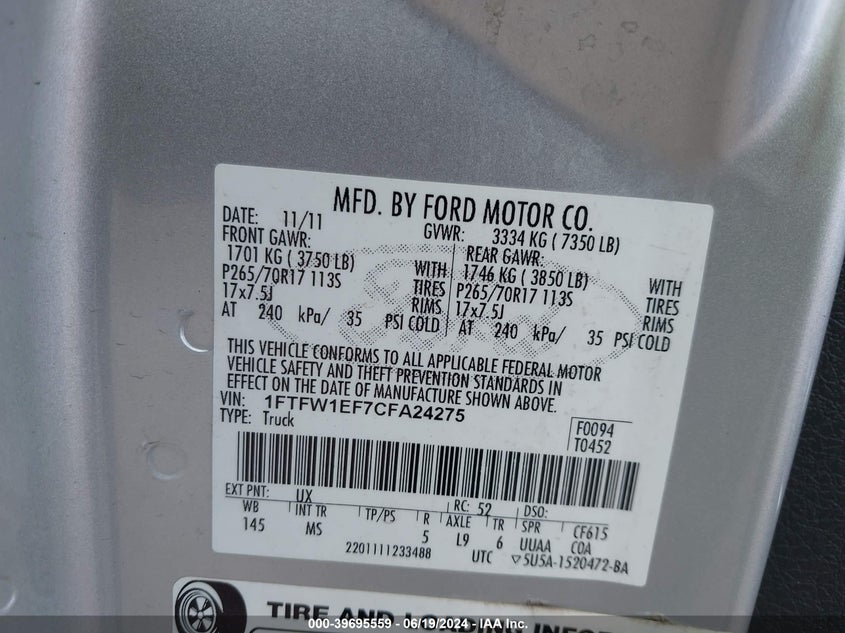 MFD. BY FORD MOTOR CO.
DATE: 11/11 GVWR: 3334 KG ( 7350 LB)
FRONT GAWR: REAR GAWR:
1701 KG ( 3750 LB) WITH 1746 KG ( 3850 LB) WITH
P265/70R17 113S TIRES P265/70R17 113S TIRES
17x7.5J RIMS 17x7.5J RIMS
AT 240 kPa/ 35 PSI COLD AT 240 kPa/ 35 PSI COLD
THIS VEHICLE CONFORMS TO ALL APPLICABLE FEDERAL MOTOR
VEHICLE SAFETY AND THEFT PREVENTION STANDARDS IN
EFFECT ON THE DATE OF MANUFACTURE SHOWN ABOVE.
VIN: 1FTFW1EF7CFA24275
TYPE: Truck
F0094
T0452
EXT PNT: UX RC: 52 DSO:
WB INT TR TP/PS R AXLE TR SPR CF615
145 MS 5 L9 6 UUAA COA
2201111233488 UTC ▽5U5A-1520472-BA
TIRE AND LOADING INFOR
000-39695559 - 06/19/2024 - IAA Inc.